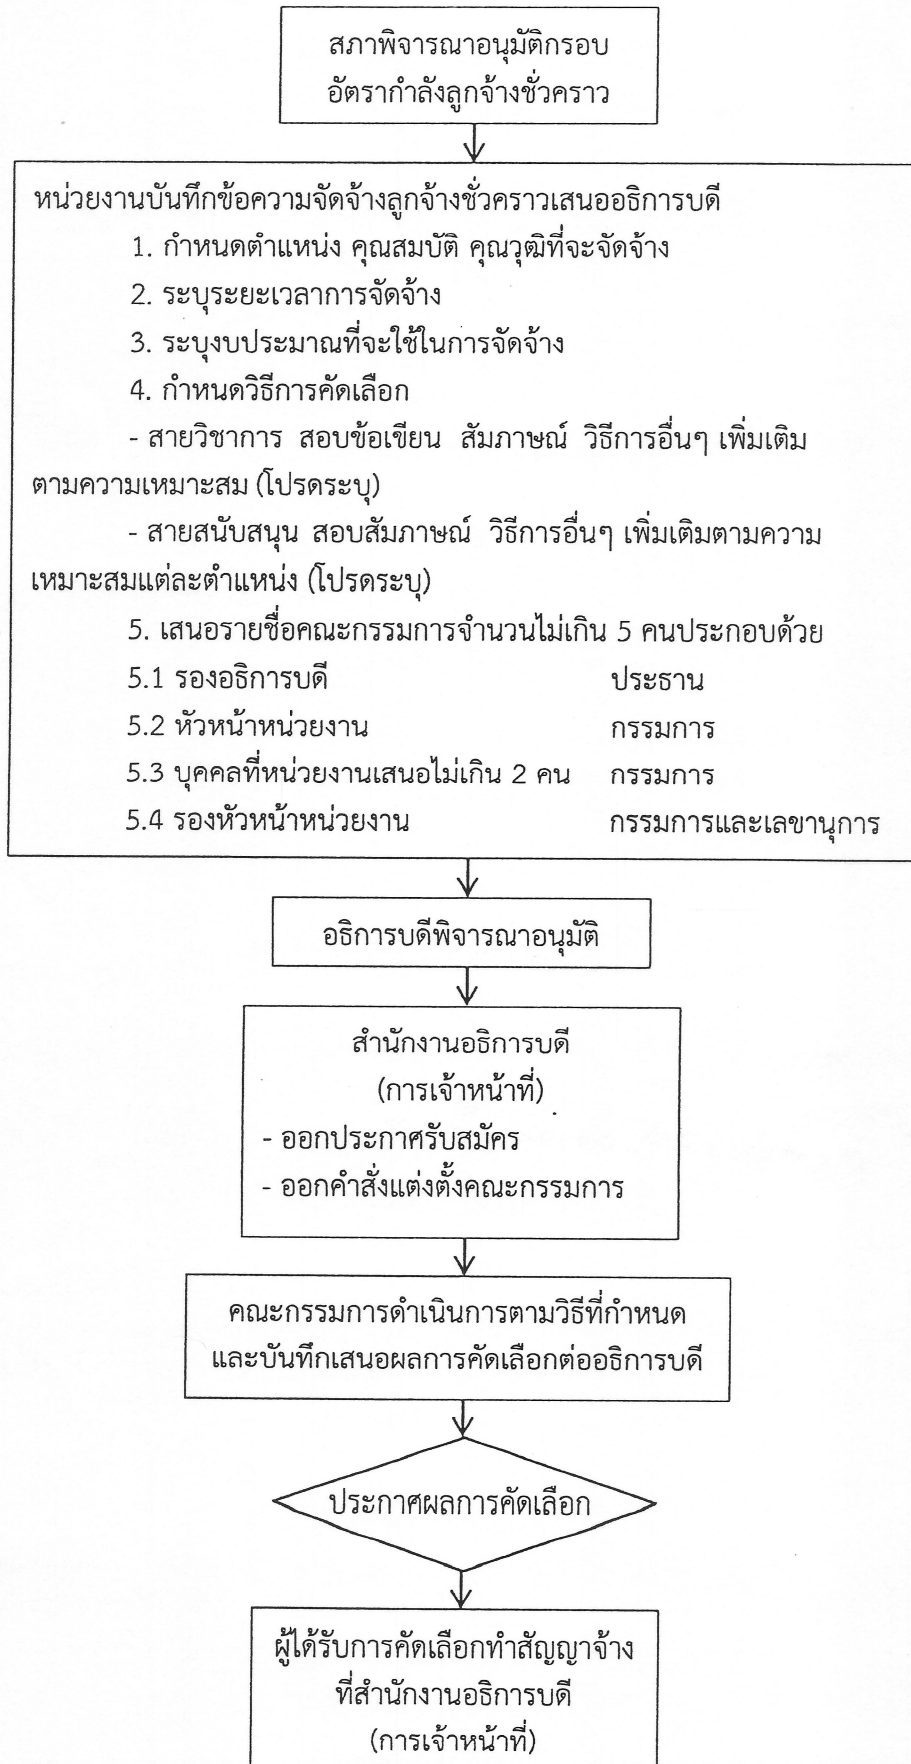 สภาพิจารณาอนุมัติกรอบ
อัตรากำลังลูกจ้างชั่วคราว
หน่วยงานบันทึกข้อความจัดจ้างลูกจ้างชั่วคราวเสนออธิการบดี
1. กำหนดตำแหน่ง คุณสมบัติ คุณวุฒิที่จะจัดจ้าง
2. ระบุระยะเวลาการจัดจ้าง
3. ระบุงบประมาณที่จะใช้ในการจัดจ้าง
4. กำหนดวิธีการคัดเลือก
- สายวิชาการ สอบข้อเขียน สัมภาษณ์ วิธีการอื่นๆ เพิ่มเติม
ตามความเหมาะสม (โปรดระบุ)
- สายสนับสนุน สอบสัมภาษณ์ วิธีการอื่นๆ เพิ่มเติมตามความ
เหมาะสมแต่ละตำแหน่ง (โปรดระบุ)
5. เสนอรายชื่อคณะกรรมการจำนวนไม่เกิน 5 คนประกอบด้วย
5.1 รองอธิการบดี ประธาน
5.2 หัวหน้าหน่วยงาน กรรมการ
5.3 บุคคลที่หน่วยงานเสนอไม่เกิน 2 คน กรรมการ
5.4 รองหัวหน้าหน่วยงาน กรรมการและเลขานุการ
อธิการบดีพิจารณาอนุมัติ
สำนักงานอธิการบดี
(การเจ้าหน้าที่)
- ออกประกาศรับสมัคร
- ออกคำสั่งแต่งตั้งคณะกรรมการ
คณะกรรมการดำเนินการตามวิธีที่กำหนด
และบันทึกเสนอผลการคัดเลือกต่ออธิการบดี
ประกาศผลการคัดเลือก
ผู้ได้รับการคัดเลือกทำสัญญาจ้าง
ที่สำนักงานอธิการบดี
(การเจ้าหน้าที่)